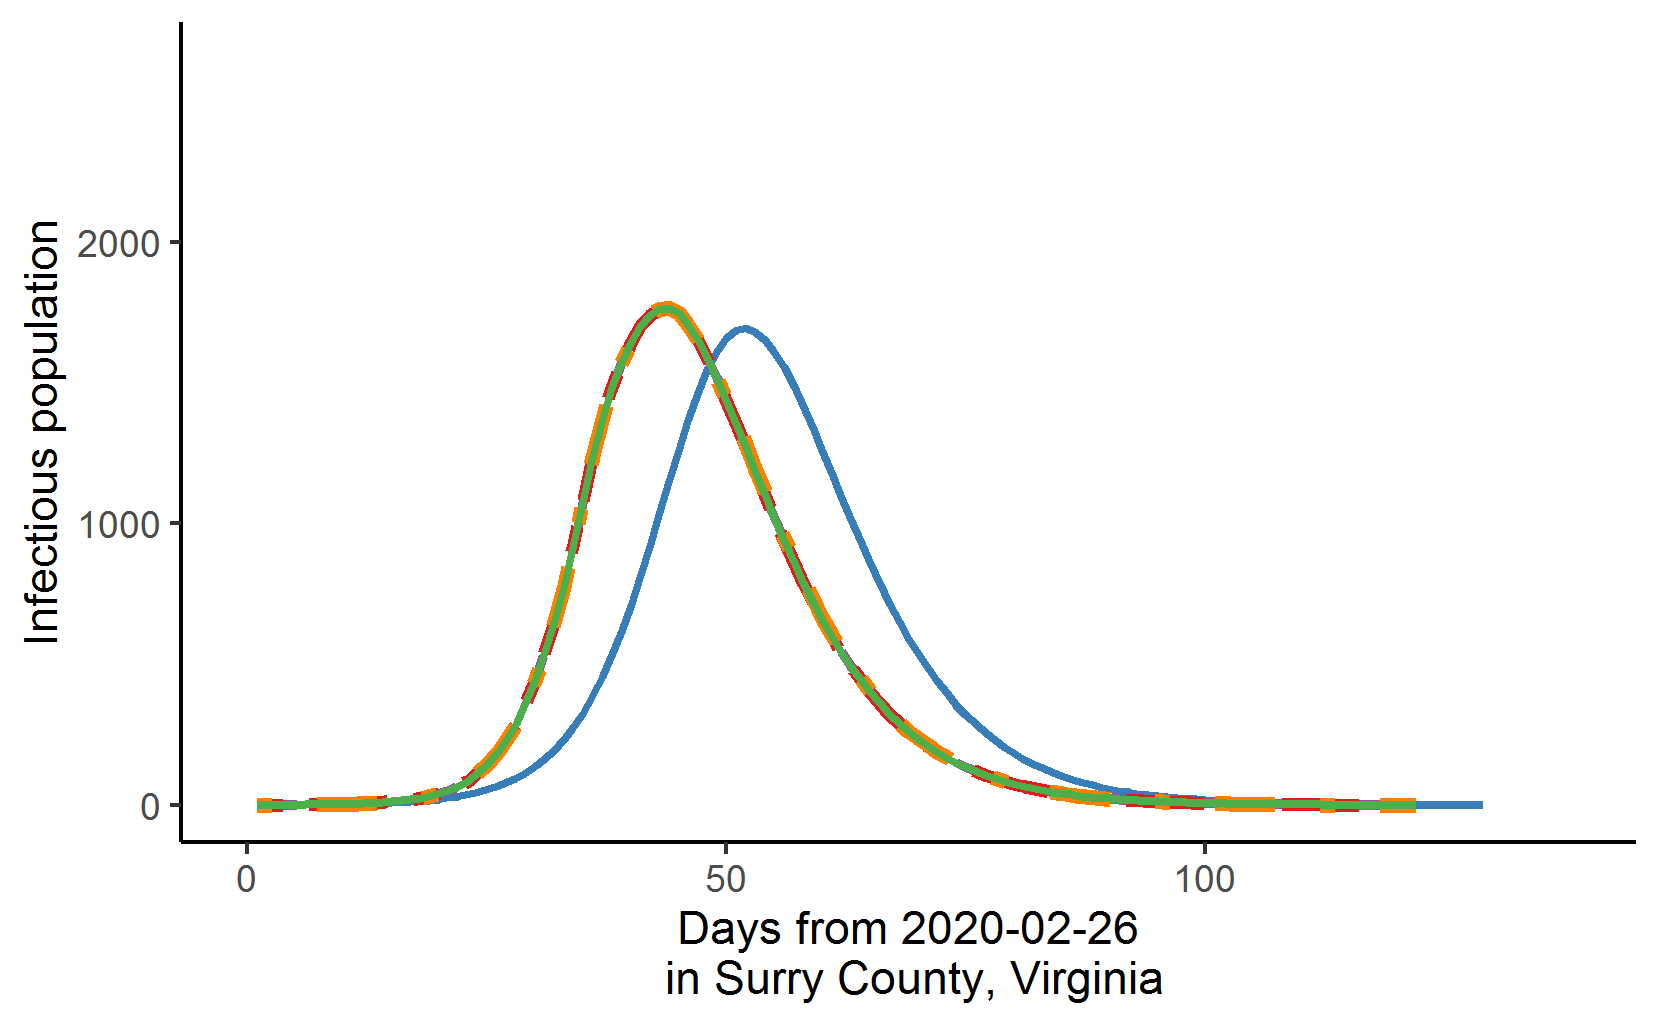 Infectious population
2000
1000
0
0
50
100
Days from 2020-02-26
in Surry County, Virginia